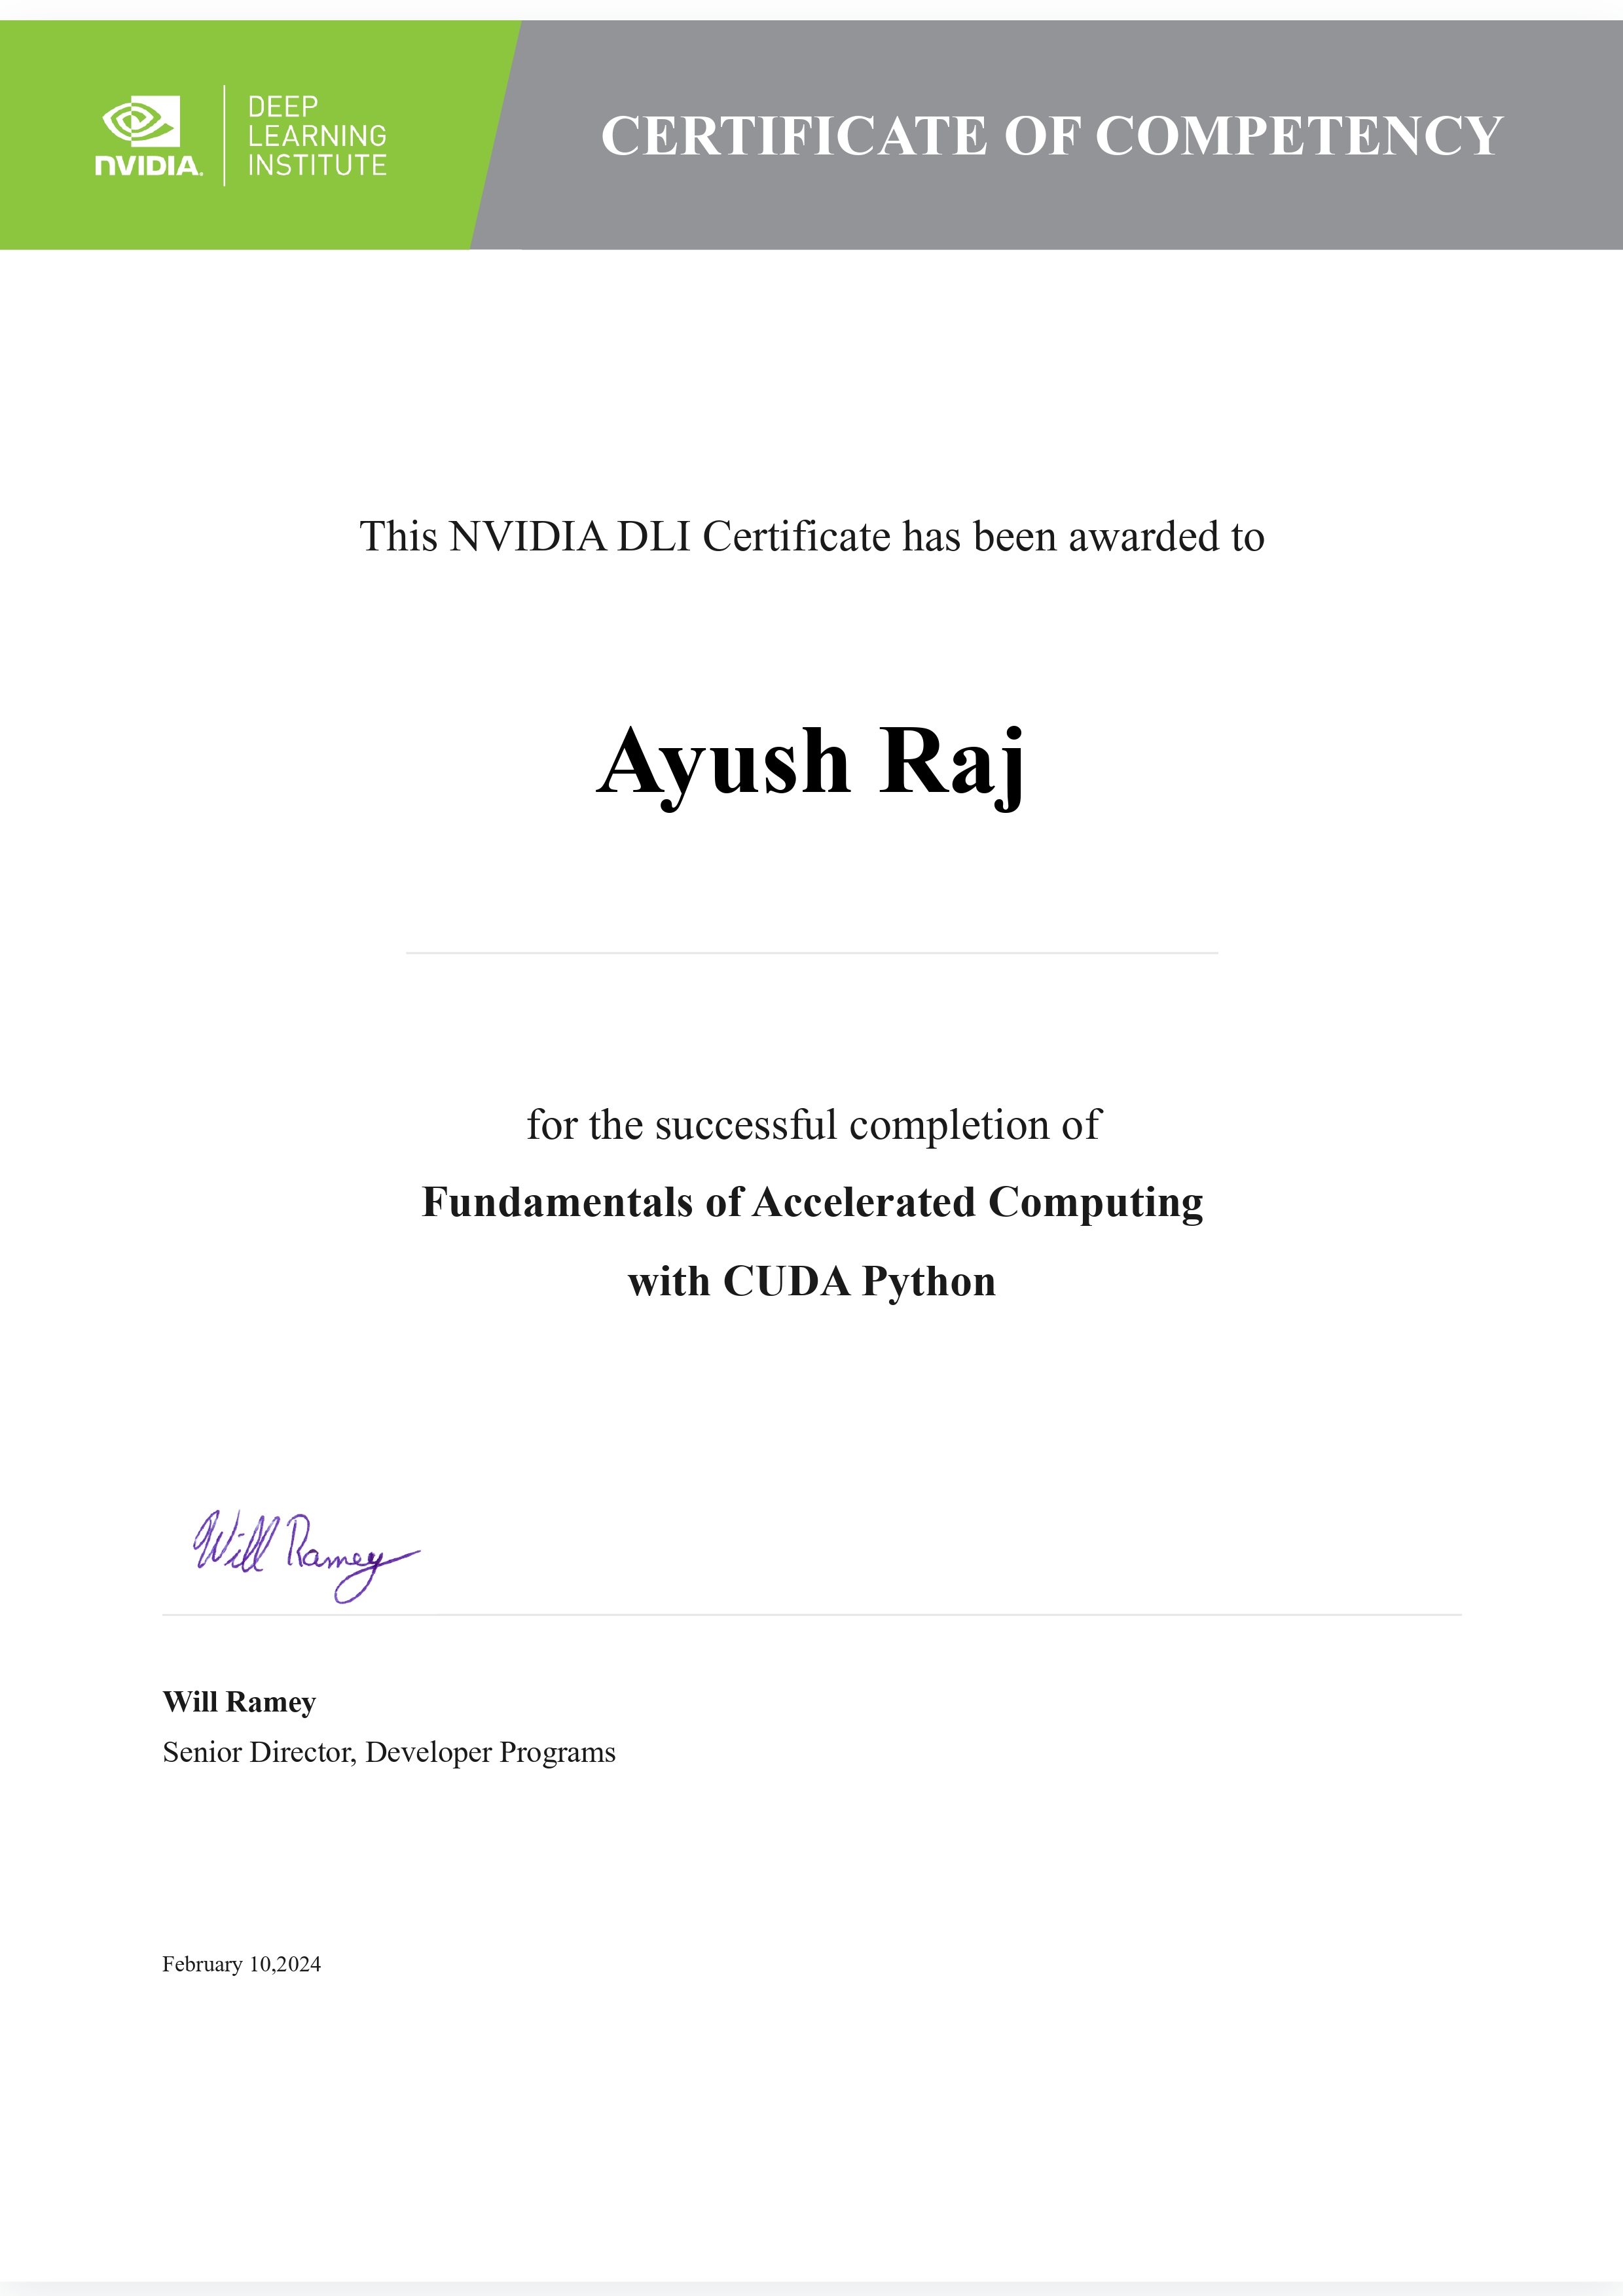 NVIDIA.
DEEP
LEARNING
INSTITUTE
CERTIFICATE OF COMPETENCY
This NVIDIA DLI Certificate has been awarded to
Ayush Raj
for the successful completion of
Fundamentals of Accelerated Computing
with CUDA Python
Will Ramey
Will Ramey
Senior Director, Developer Programs
February 10,2024